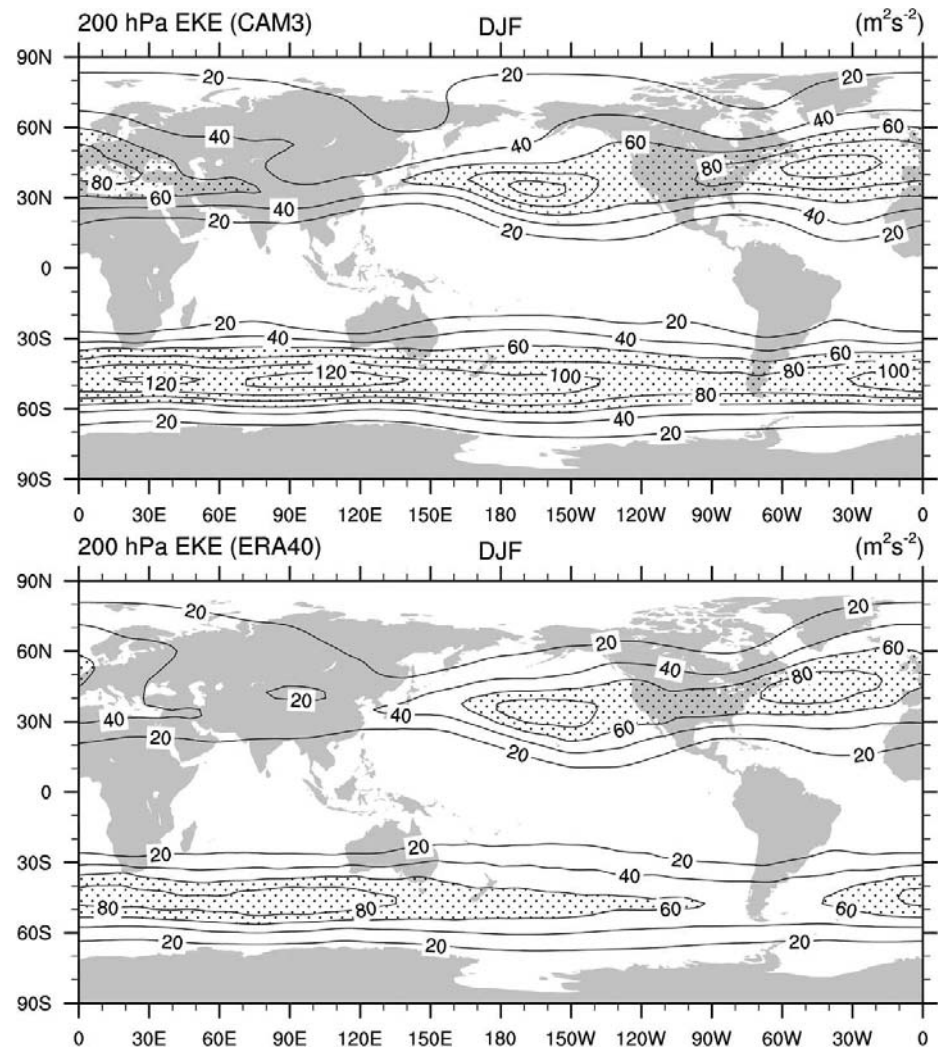 200 hPa EKE (CAM3) DJF (m²s⁻²)
90N
20 20 20
60N
40 40 60
60 40
80 80
30N
60 40 40
20 20 20
0
20 20
30S
40 60 40 60
120 120 100 80 100
80
60S
40
20 20
90S
0 30E 60E 90E 120E 150E 180 150W 120W 90W 60W 30W 0
200 hPa EKE (ERA40) DJF (m²s⁻²)
90N
20 20
60N
20 40 60
80
20
30N
40 40 60
20 20 20
0
20 20 20
30S
40
80 80 60 60
60S
20 20 20
90S
0 30E 60E 90E 120E 150E 180 150W 120W 90W 60W 30W 0